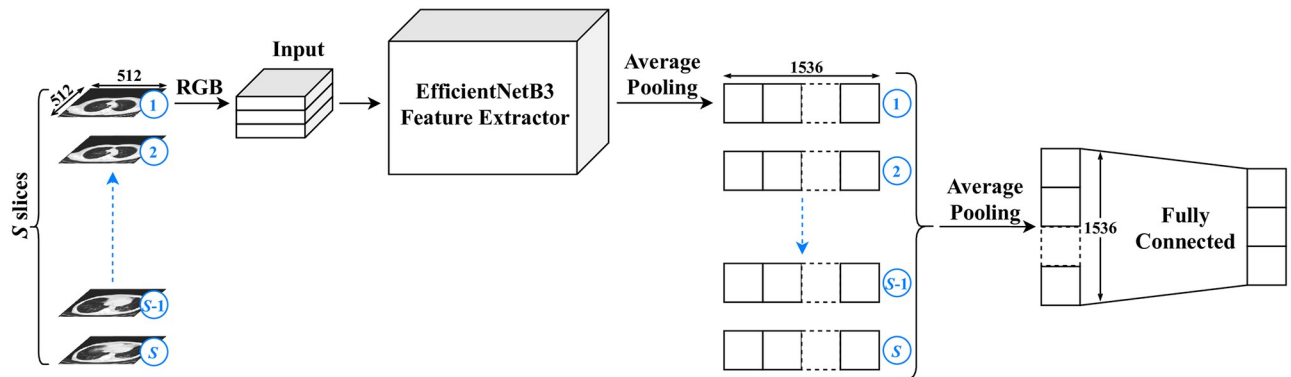 S slices
512
512
1
2
S-1
S
RGB
Input
EfficientNetB3
Feature Extractor
Average
Pooling
1536
1
2
S-1
S
Average
Pooling
1536
Fully
Connected